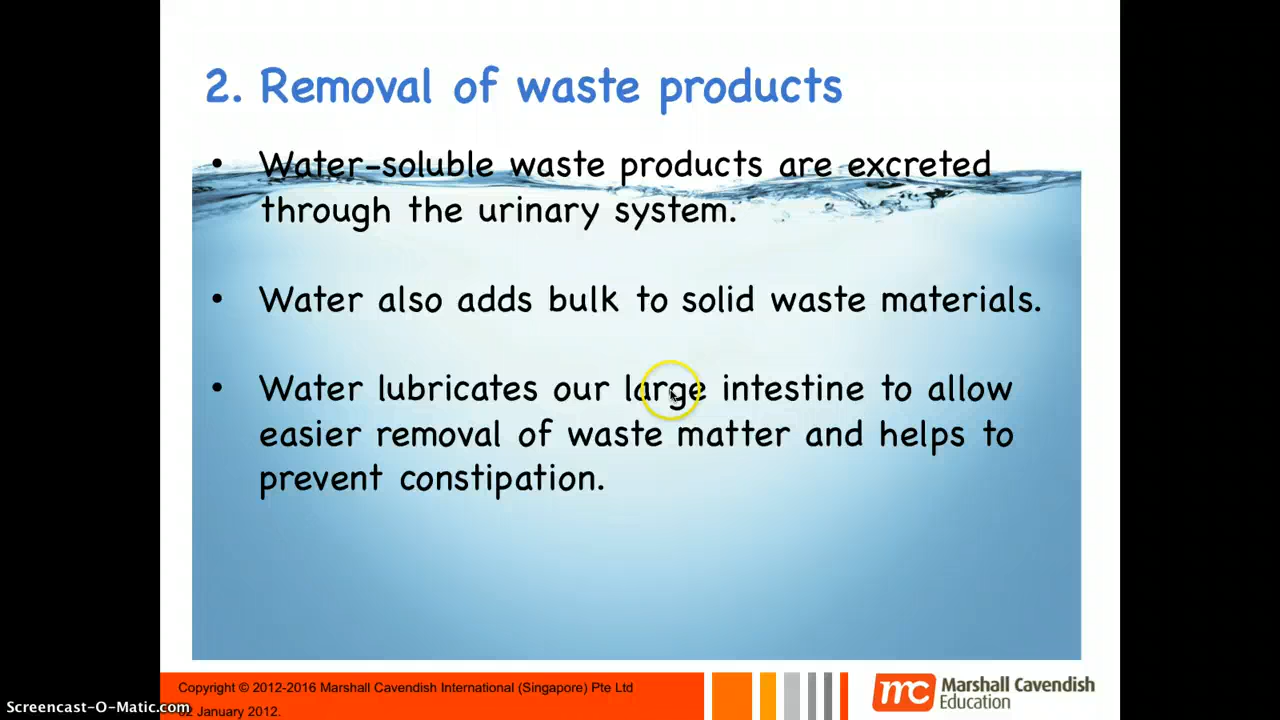 2. Removal of waste products
• Water-soluble waste products are excreted
through the urinary system.
• Water also adds bulk to solid waste materials.
• Water lubricates our large intestine to allow
easier removal of waste matter and helps to
prevent constipation.
Copyright © 2012-2016 Marshall Cavendish International (Singapore) Pte Ltd
02 January 2012.
Screencast-O-Matic.com
mc Marshall Cavendish
Education